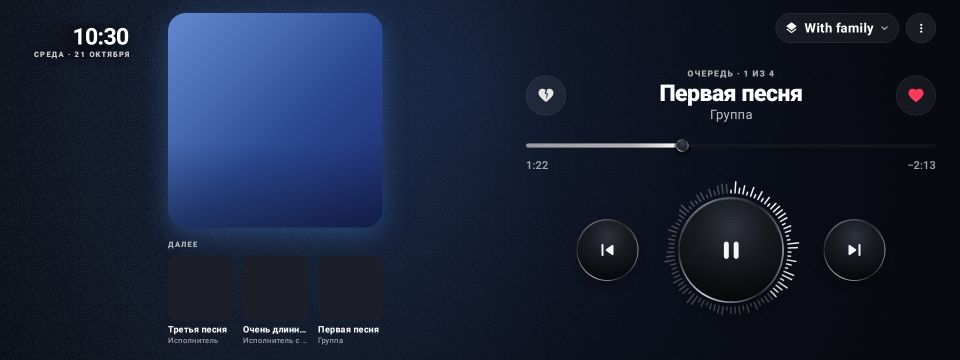 10:30
СРЕДА · 21 ОКТЯБРЯ
With family
ОЧЕРЕДЬ · 1 ИЗ 4
Первая песня
Группа
1:22
−2:13
ДАЛЕЕ
Третья песня
Исполнитель
Очень длинн…
Исполнитель с …
Первая песня
Группа